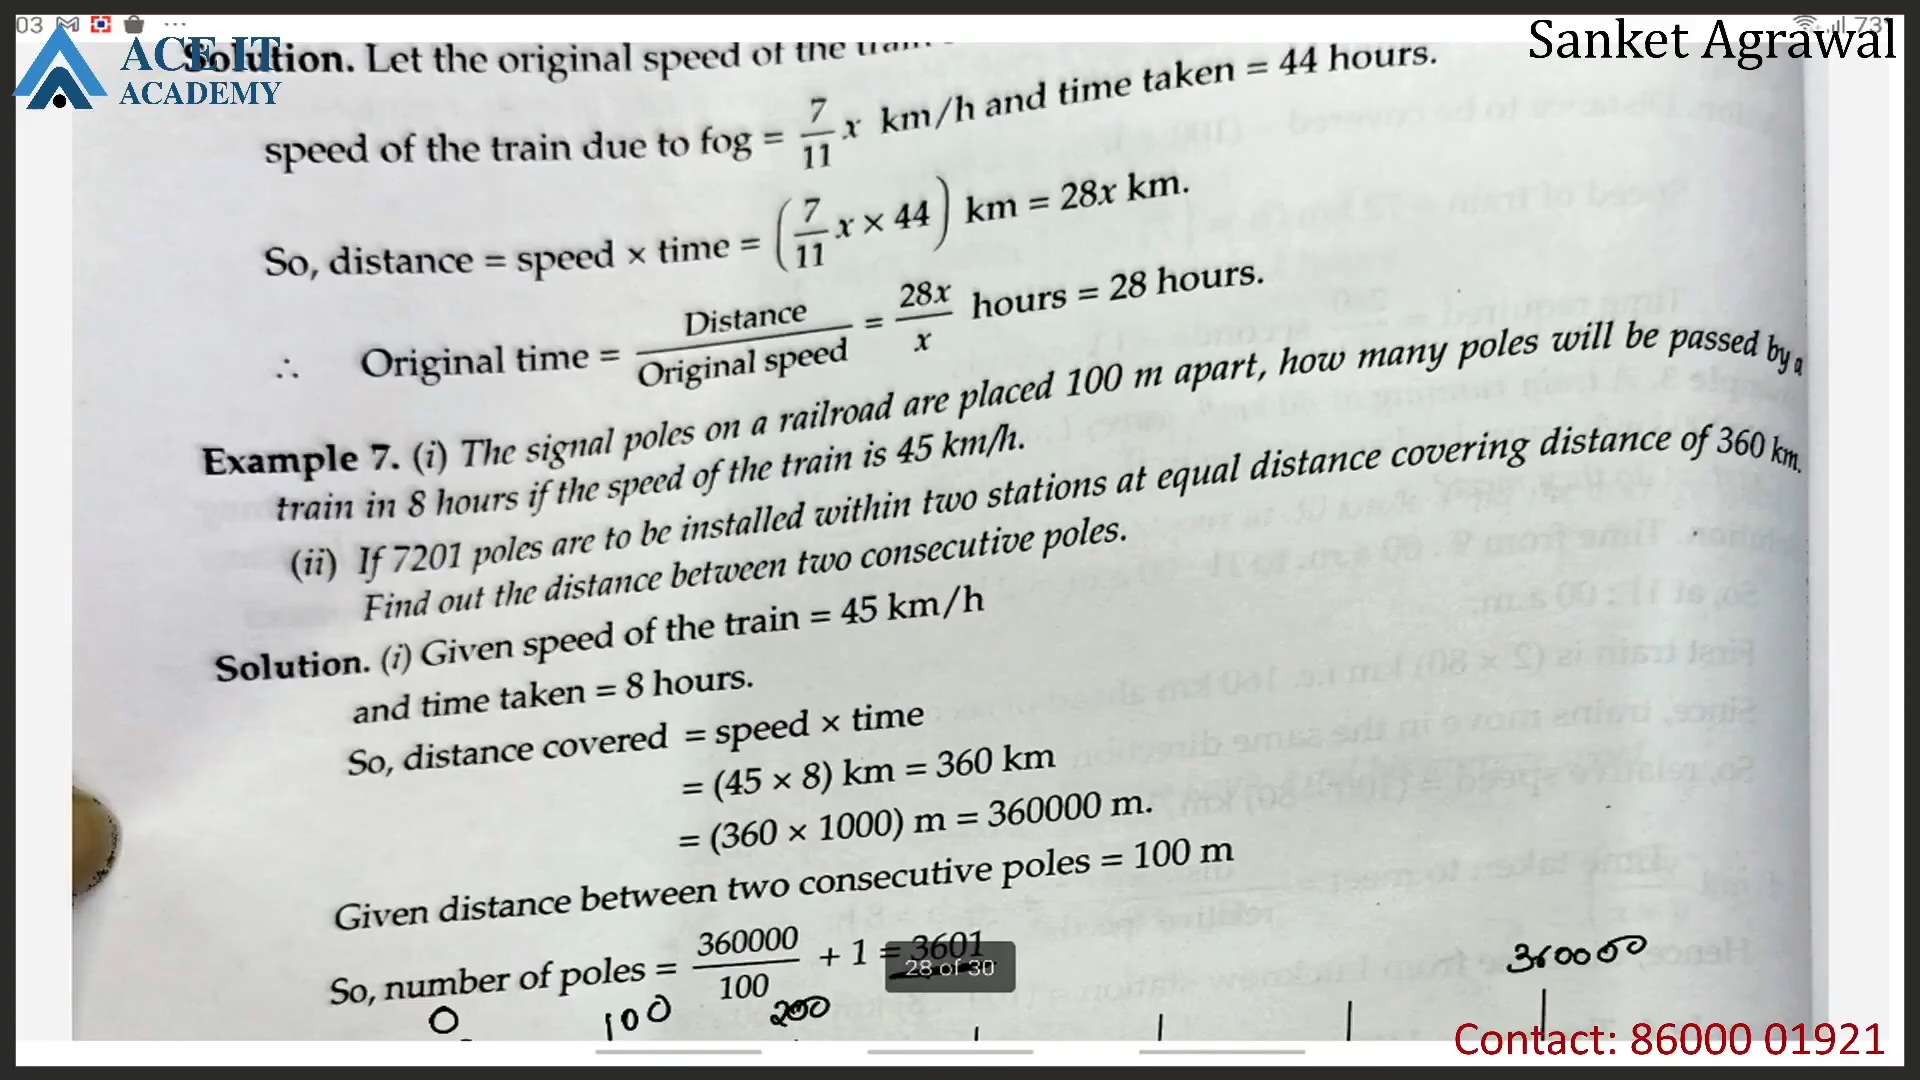 03 ... 73
ACE IT
ACADEMY
Sanket Agrawal
Solution. Let the original speed of the
speed of the train due to fog = 7/11 x km/h and time taken = 44 hours.
So, distance = speed × time = (7/11 x × 44) km = 28x km.
∴ Original time = Distance/Original speed = 28x/x hours = 28 hours.
Example 7. (i) The signal poles on a railroad are placed 100 m apart, how many poles will be passed by a
train in 8 hours if the speed of the train is 45 km/h.
(ii) If 7201 poles are to be installed within two stations at equal distance covering distance of 360 km.
Find out the distance between two consecutive poles.
Solution. (i) Given speed of the train = 45 km/h
and time taken = 8 hours.
So, distance covered = speed × time
= (45 × 8) km = 360 km
= (360 × 1000) m = 360000 m.
Given distance between two consecutive poles = 100 m
So, number of poles = 360000/100 + 1 = 3601
28 of 30
0 100 200 360000
Contact: 86000 01921